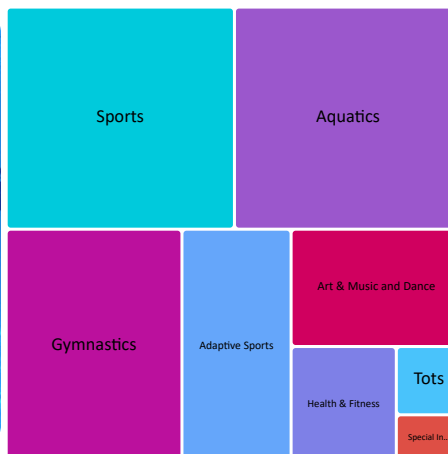 Sports
Aquatics
Gymnastics
Adaptive Sports
Art & Music and Dance
Health & Fitness
Tots
Special In...